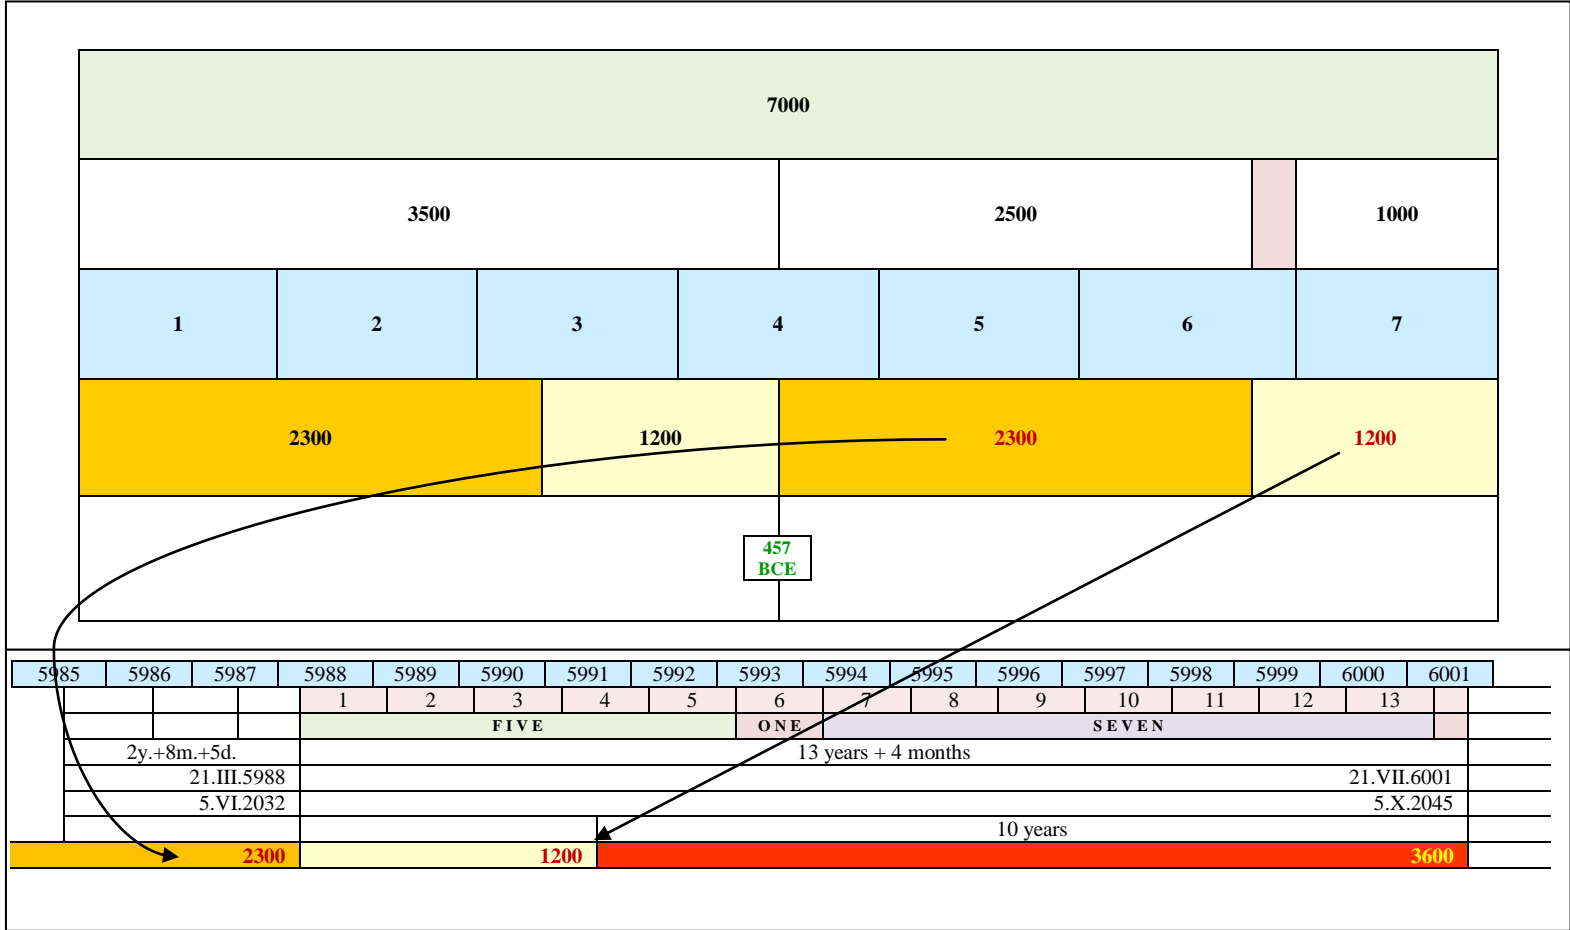 7000
3500 2500 1000
1 2 3 4 5 6 7
2300 1200 2300 1200
457
BCE
5985 5986 5987 5988 5989 5990 5991 5992 5993 5994 5995 5996 5997 5998 5999 6000 6001
1 2 3 4 5 6 7 8 9 10 11 12 13
FIVE ONE SEVEN
2y.+8m.+5d. 13 years + 4 months
21.III.5988 21.VII.6001
5.VI.2032 5.X.2045
10 years
2300 1200 3600